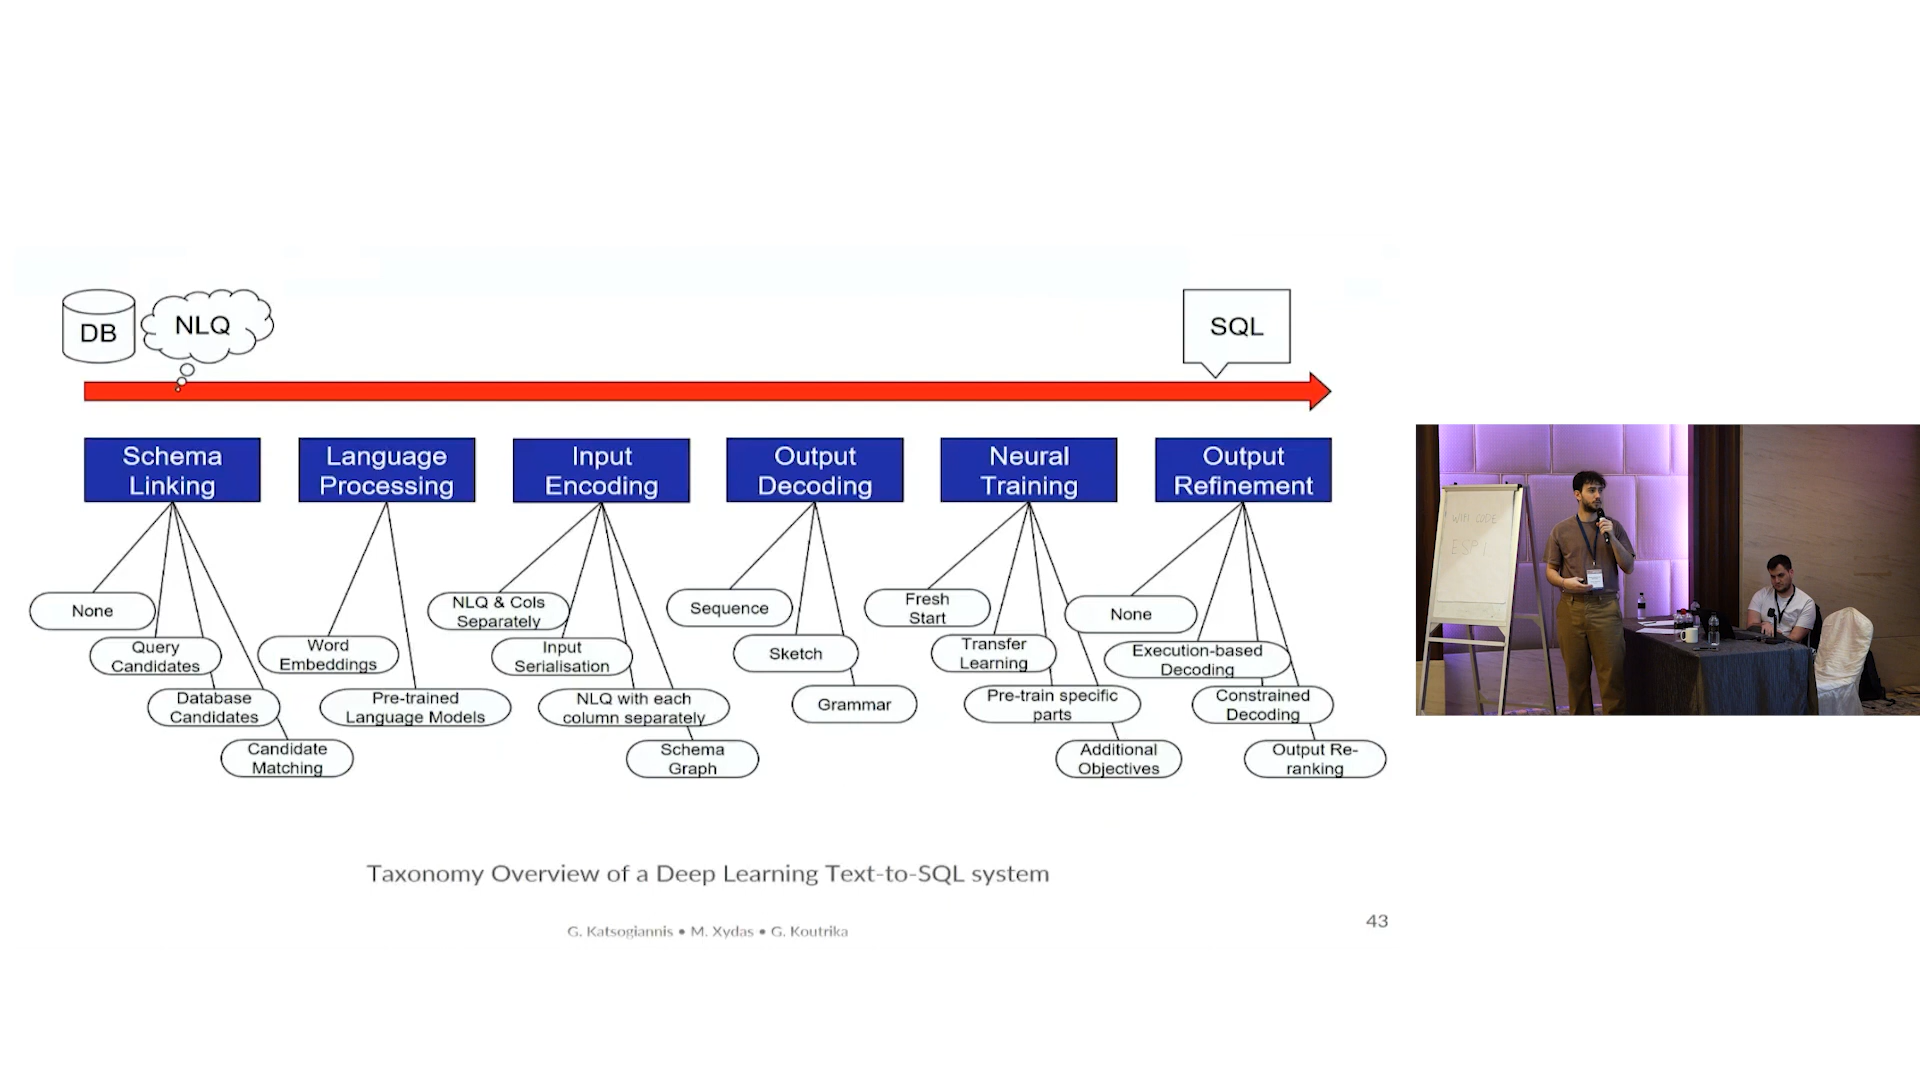 DB
NLQ
SQL
Schema
Linking
Language
Processing
Input
Encoding
Output
Decoding
Neural
Training
Output
Refinement
None
Query
Candidates
Database
Candidates
Candidate
Matching
Word
Embeddings
Pre-trained
Language Models
NLQ & Cols
Separately
Input
Serialisation
NLQ with each
column separately
Schema
Graph
Sequence
Sketch
Grammar
Fresh
Start
Transfer
Learning
Pre-train specific
parts
Additional
Objectives
None
Execution-based
Decoding
Constrained
Decoding
Output Re-
ranking
WIFI CODE
Taxonomy Overview of a Deep Learning Text-to-SQL system
G. Katsogiannis • M. Xydas • G. Koutrika
43